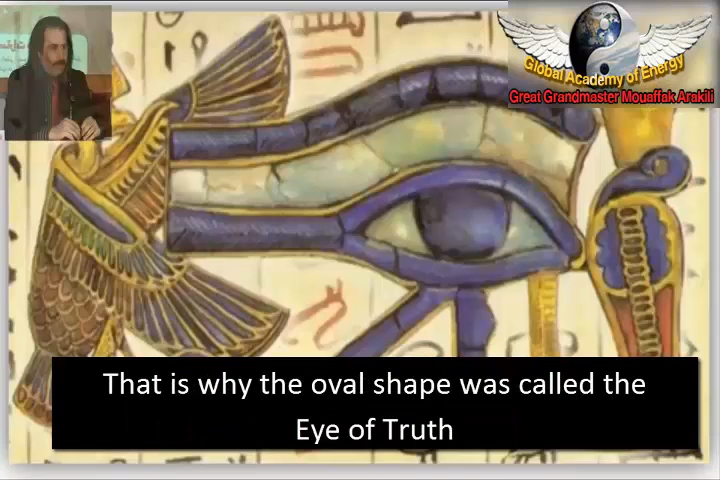 Global Academy of Energy
Great Grandmaster Mouaffak Arakili
That is why the oval shape was called the
Eye of Truth